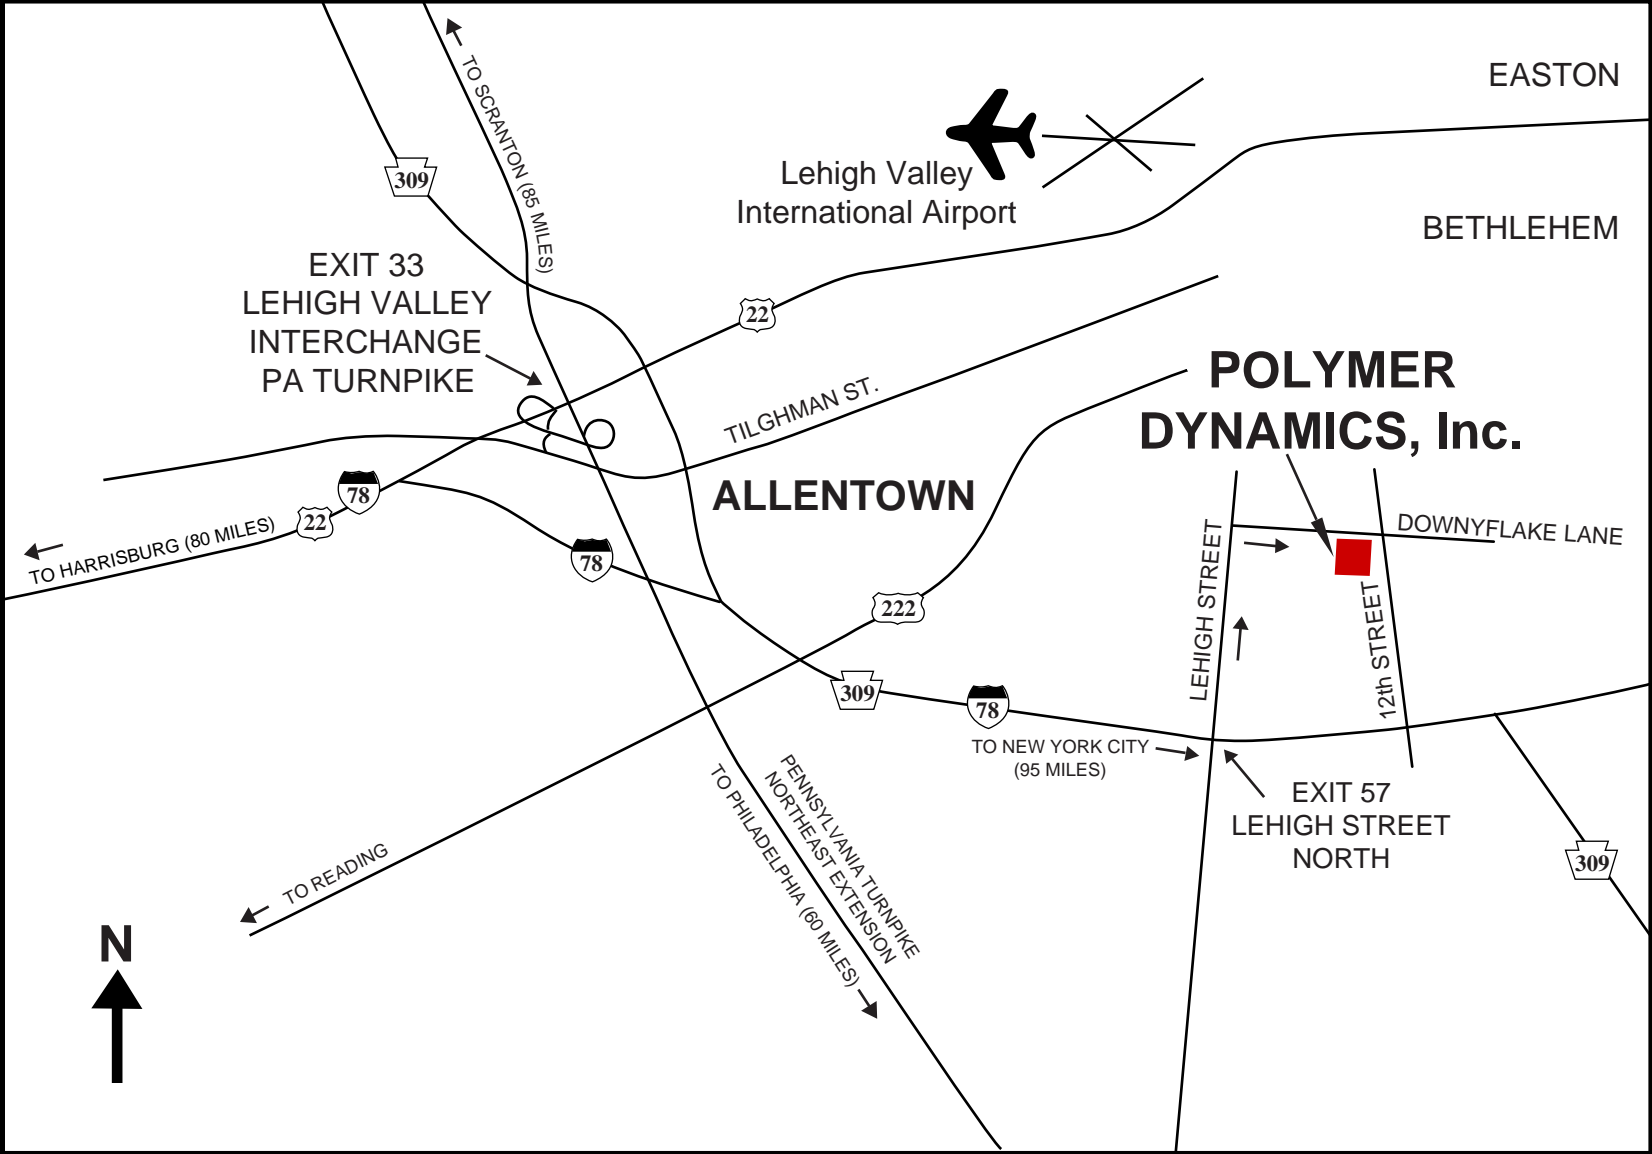 EASTON
TO SCRANTON (85 MILES)
309
Lehigh Valley
International Airport
BETHLEHEM
EXIT 33
LEHIGH VALLEY
INTERCHANGE
PA TURNPIKE
22
POLYMER
DYNAMICS, Inc.
TILGHMAN ST.
ALLENTOWN
78
22
TO HARRISBURG (80 MILES)
78
DOWNYFLAKE LANE
LEHIGH STREET
12th STREET
222
309
78
TO NEW YORK CITY
(95 MILES)
EXIT 57
LEHIGH STREET
NORTH
309
PENNSYLVANIA TURNPIKE
NORTHEAST EXTENSION
TO PHILADELPHIA (60 MILES)
TO READING
N